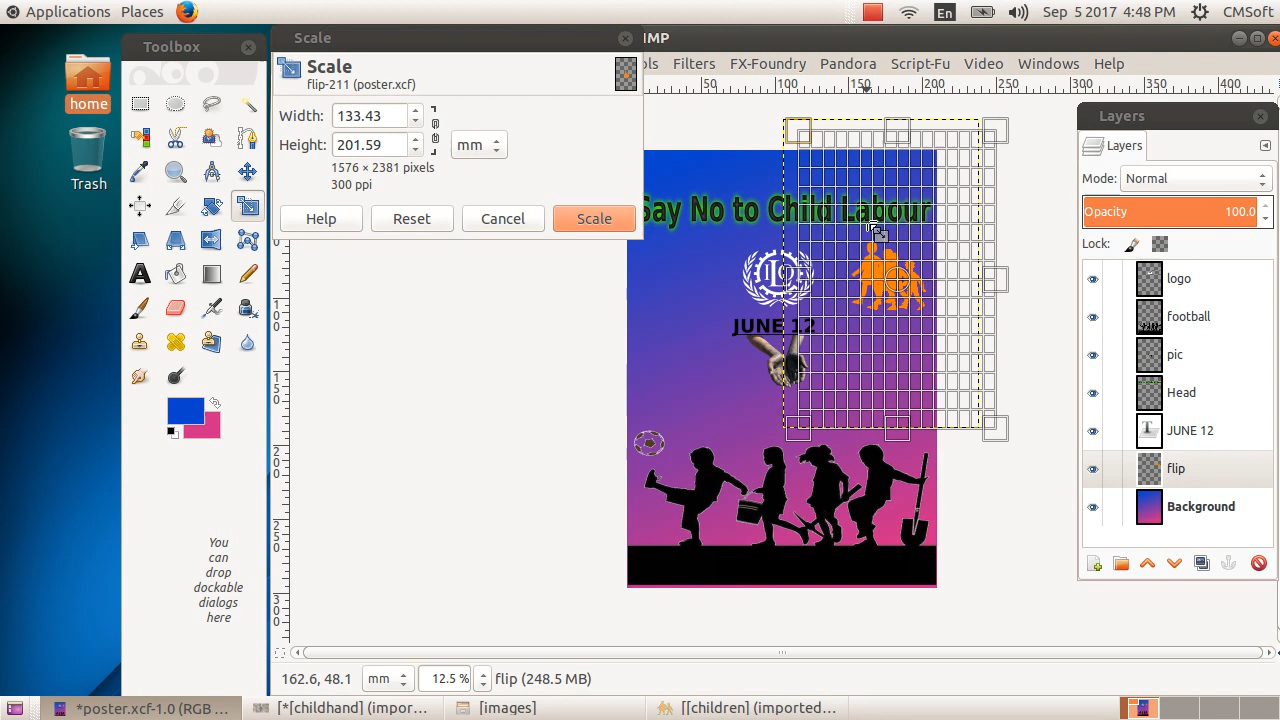 Applications Places En Sep 5 2017 4:48 PM CMSoft
Toolbox
Scale
Scale
flip-211 (poster.xcf)
Width: 133.43
Height: 201.59
mm
1576 × 2381 pixels
300 ppi
Help Reset Cancel Scale
IMP
ols Filters FX-Foundry Pandora Script-Fu Video Windows Help
50 100 150 200 250 300 350 400
100
150
200
250
300
Say No to Child Labour
JUNE 12
home
Trash
You
can
drop
dockable
dialogs
here
Layers
Layers
Mode: Normal
Opacity 100.0
Lock:
logo
football
pic
Head
T JUNE 12
flip
Background
162.6, 48.1 mm 12.5 % flip (248.5 MB)
*poster.xcf-1.0 (RGB ... [*[childhand] (impor... [images] [[children] (imported...